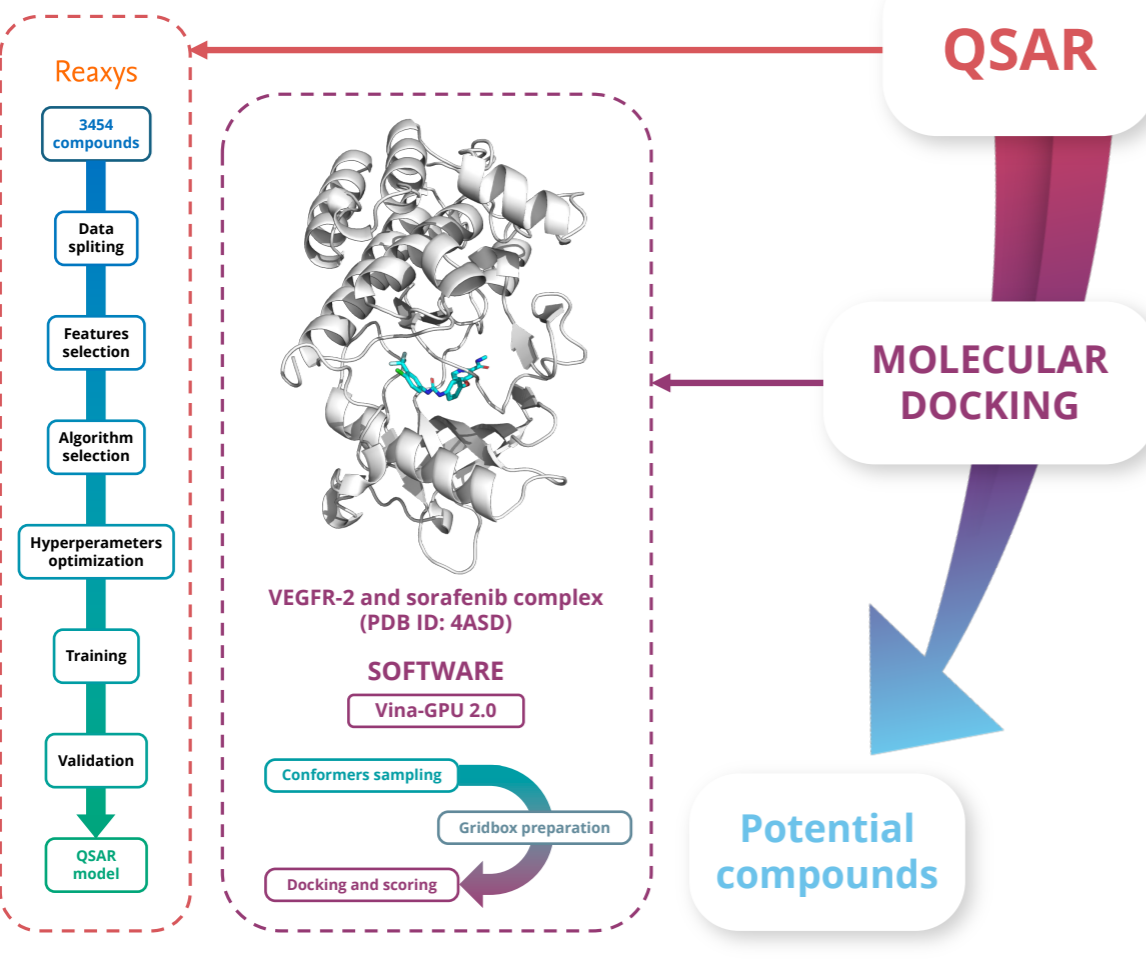 QSAR
Reaxys
3454
compounds
Data
spliting
Features
selection
Algorithm
selection
Hyperperameters
optimization
Training
Validation
QSAR
model
MOLECULAR
DOCKING
VEGFR-2 and sorafenib complex
(PDB ID: 4ASD)
SOFTWARE
Vina-GPU 2.0
Conformers sampling
Gridbox preparation
Docking and scoring
Potential
compounds